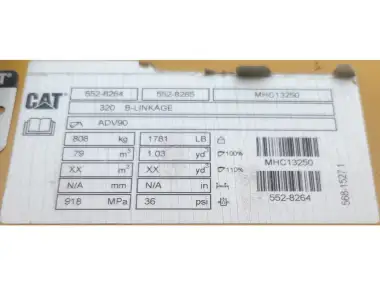 552-8264 552-8265 MHC13250
CAT 320 B-LINKAGE
ADV90
808 kg 1781 LB
.79 m³ 1.03 yd³ 100%
XX m³ XX yd³ 110%
N/A mm N/A in
918 MPa 36 psi
MHC13250
552-8264
568-1527 1